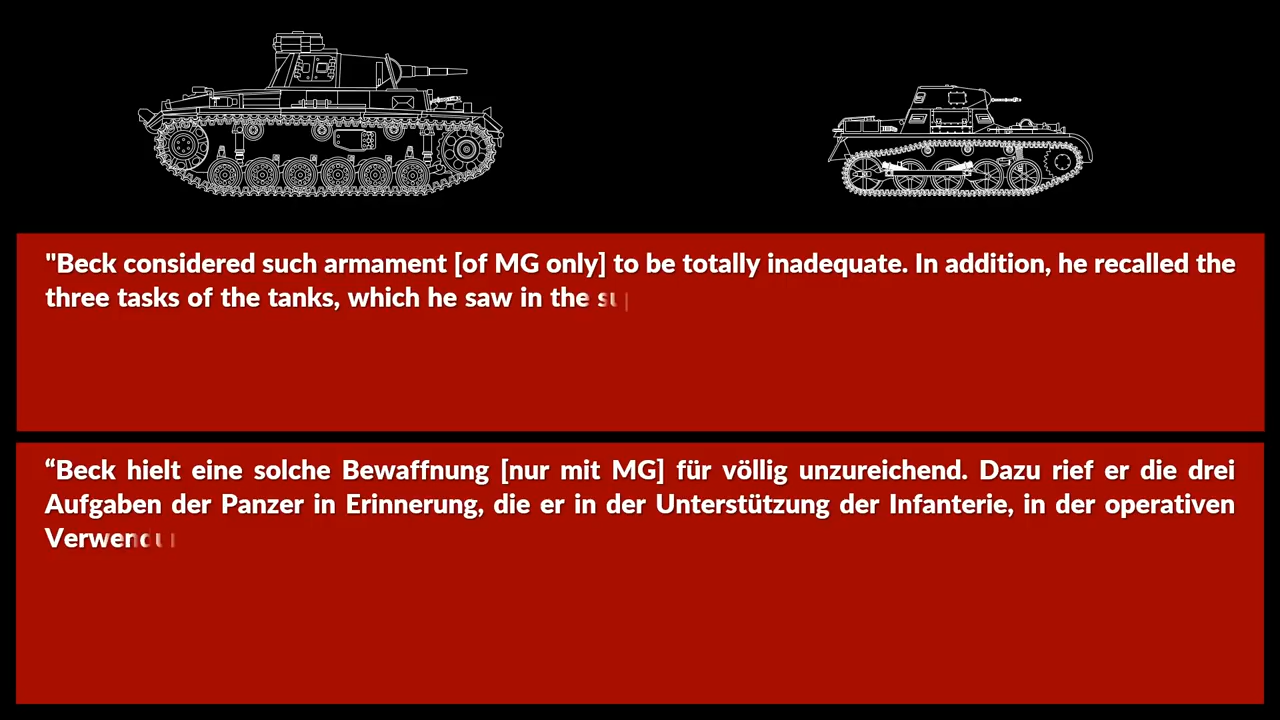 "Beck considered such armament [of MG only] to be totally inadequate. In addition, he recalled the
three tasks of the tanks, which he saw in the
“Beck hielt eine solche Bewaffnung [nur mit MG] für völlig unzureichend. Dazu rief er die drei
Aufgaben der Panzer in Erinnerung, die er in der Unterstützung der Infanterie, in der operativen